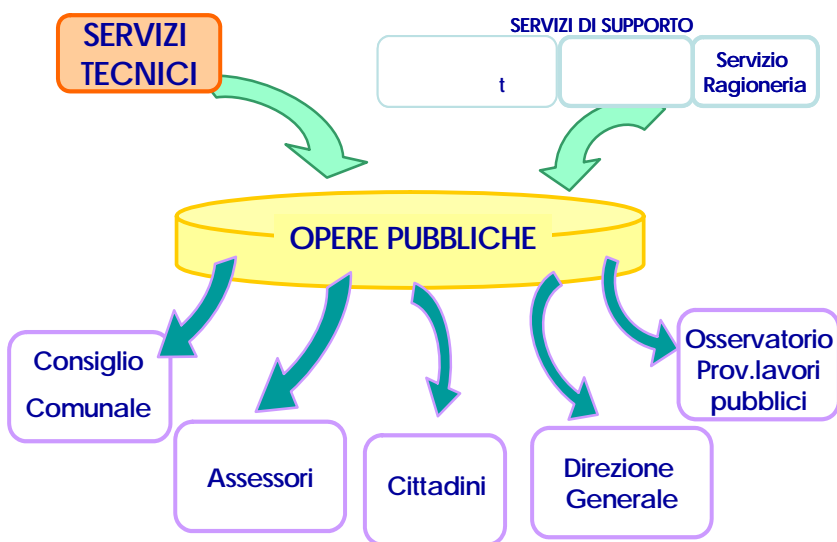 SERVIZI
TECNICI
SERVIZI DI SUPPORTO
t
Servizio
Ragioneria
OPERE PUBBLICHE
Consiglio
Comunale
Assessori
Cittadini
Direzione
Generale
Osservatorio
Prov.lavori
pubblici